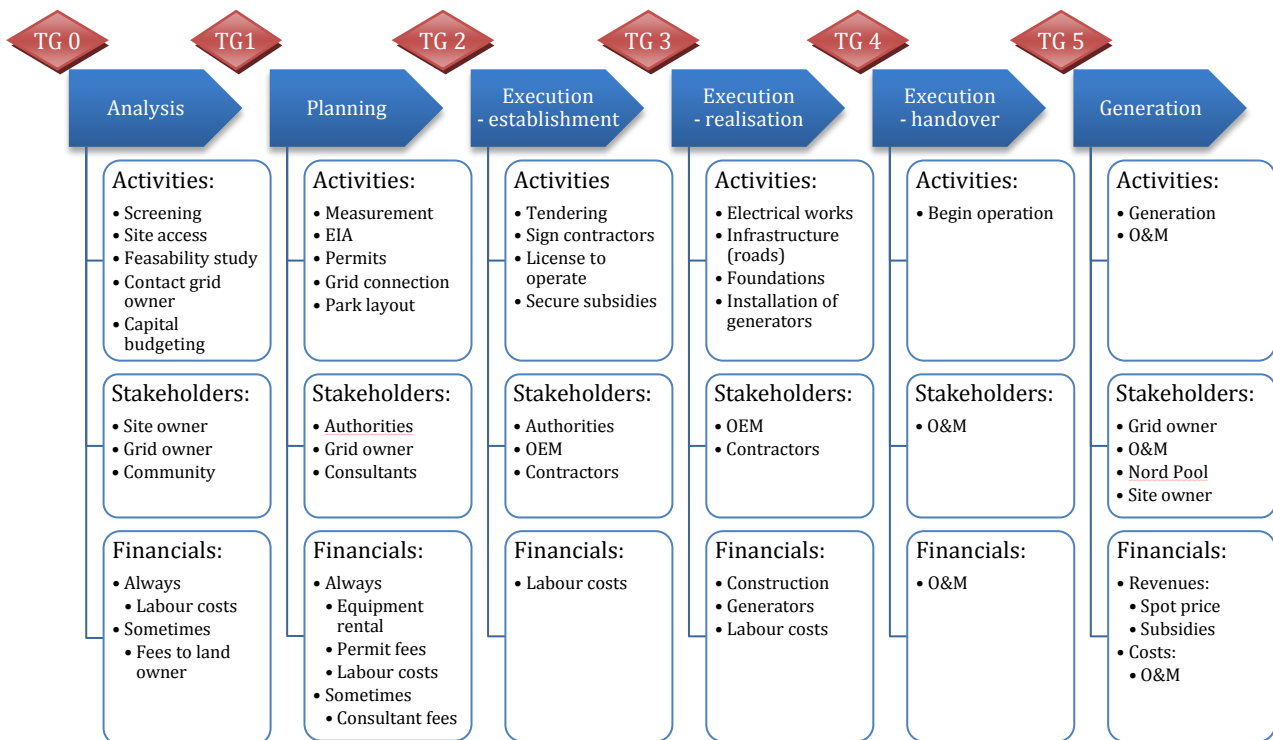 TG 0
TG1
TG 2
TG 3
TG 4
TG 5
Analysis
Planning
Execution
- establishment
Execution
- realisation
Execution
- handover
Generation
Activities:
• Screening
• Site access
• Feasability study
• Contact grid
owner
• Capital
budgeting
Activities:
• Measurement
• EIA
• Permits
• Grid connection
• Park layout
Activities
• Tendering
• Sign contractors
• License to
operate
• Secure subsidies
Activities:
• Electrical works
• Infrastructure
(roads)
• Foundations
• Installation of
generators
Activities:
• Begin operation
Activities:
• Generation
• O&M
Stakeholders:
• Site owner
• Grid owner
• Community
Stakeholders:
• Authorities
• Grid owner
• Consultants
Stakeholders:
• Authorities
• OEM
• Contractors
Stakeholders:
• OEM
• Contractors
Stakeholders:
• O&M
Stakeholders:
• Grid owner
• O&M
• Nord Pool
• Site owner
Financials:
• Always
• Labour costs
• Sometimes
• Fees to land
owner
Financials:
• Always
• Equipment
rental
• Permit fees
• Labour costs
• Sometimes
• Consultant fees
Financials:
• Labour costs
Financials:
• Construction
• Generators
• Labour costs
Financials:
• O&M
Financials:
• Revenues:
• Spot price
• Subsidies
• Costs:
• O&M